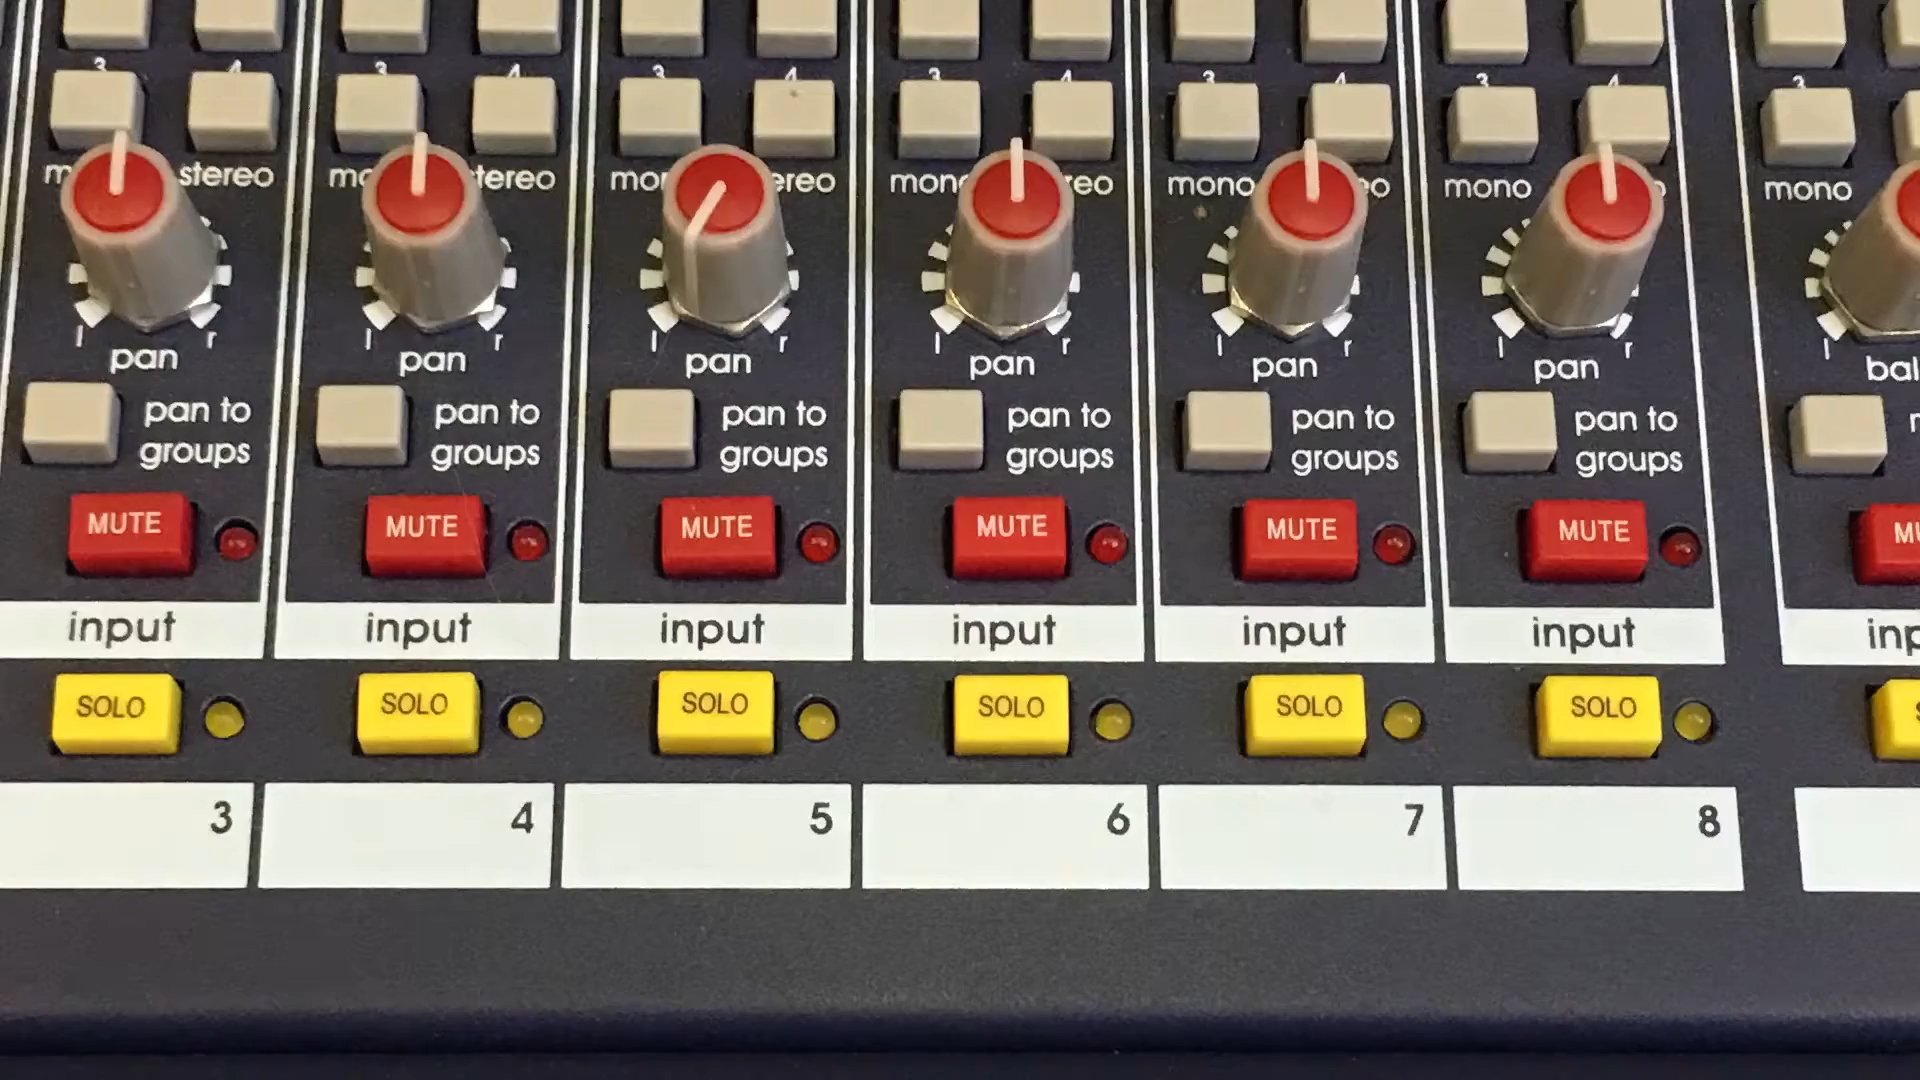 3 4 3 4 3 4 3 4 3 4 3 4 3
stereo mono mono mono mono
l r l r l r l r l r l r l
pan pan pan pan pan pan
pan to pan to pan to pan to pan to pan to
groups groups groups groups groups groups
MUTE MUTE MUTE MUTE MUTE MUTE
input input input input input input
SOLO SOLO SOLO SOLO SOLO SOLO
3 4 5 6 7 8